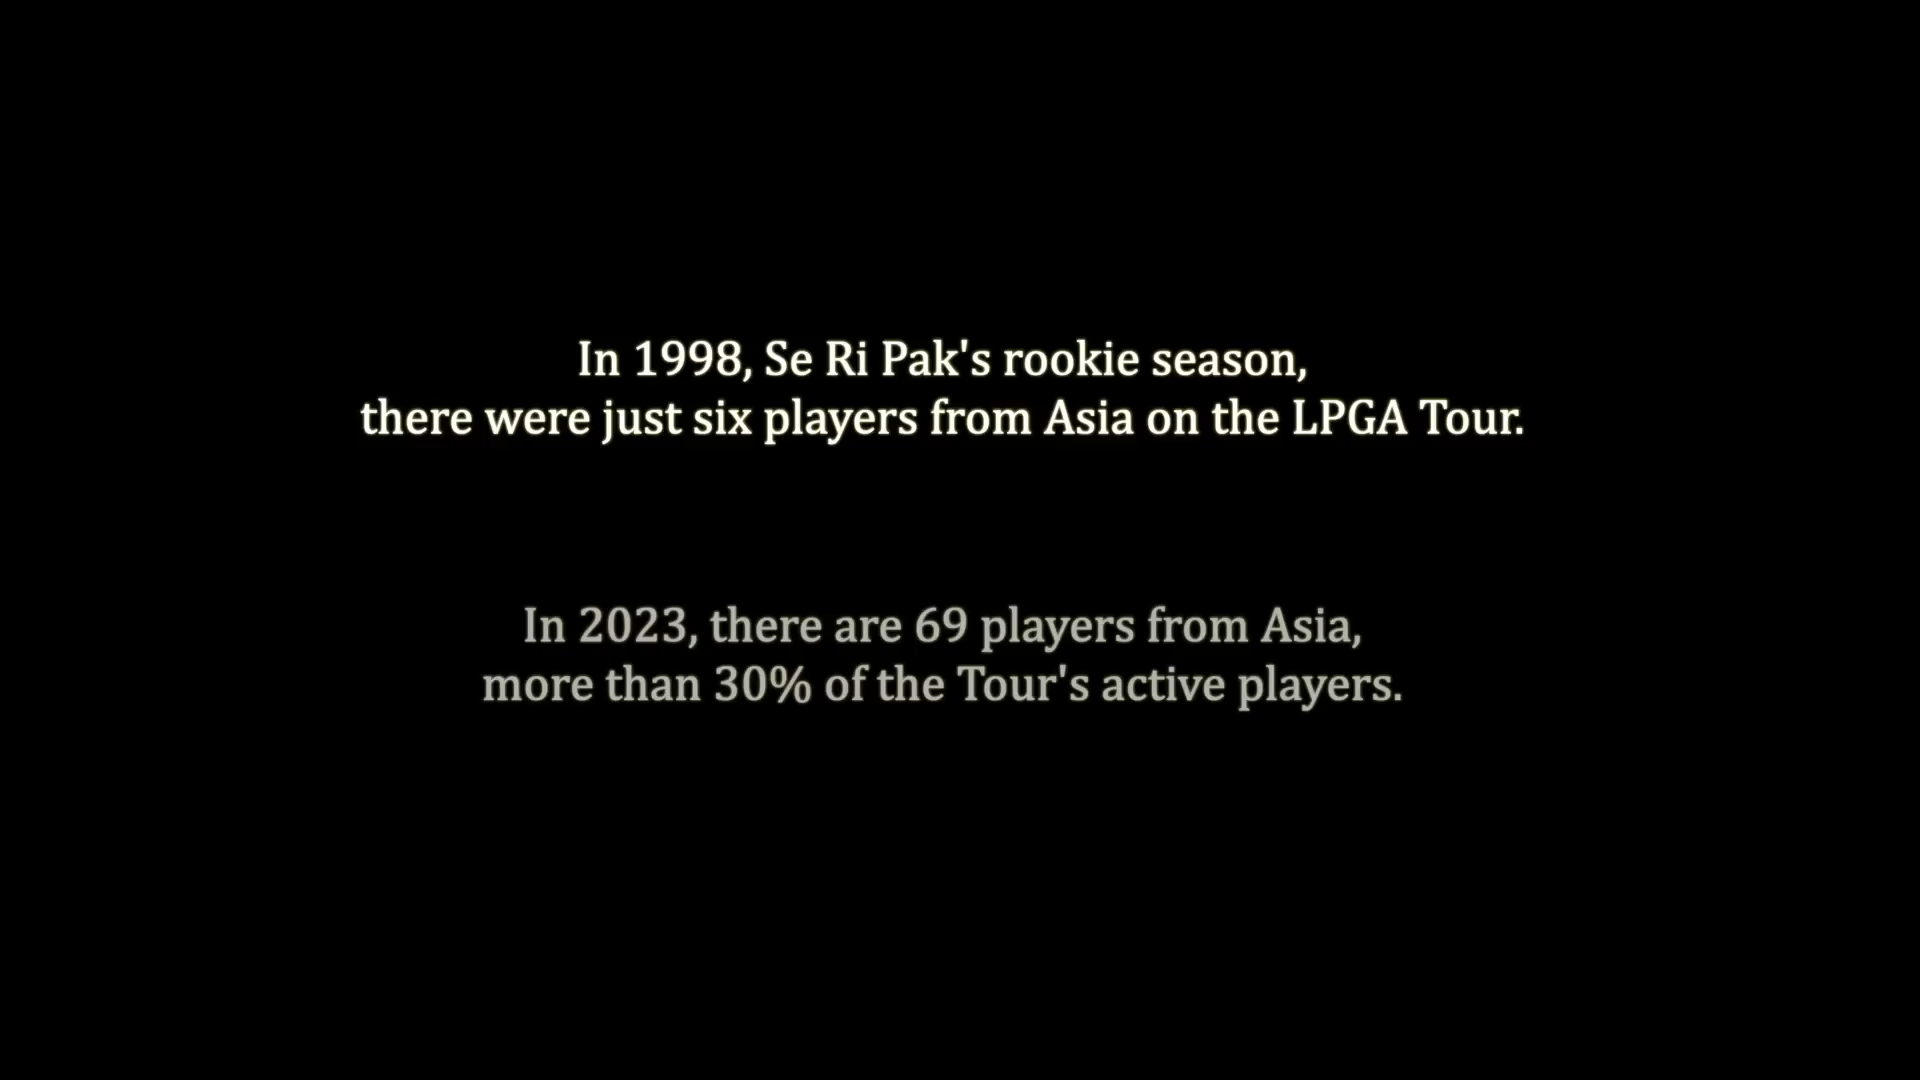 In 1998, Se Ri Pak's rookie season,
there were just six players from Asia on the LPGA Tour.
In 2023, there are 69 players from Asia,
more than 30% of the Tour's active players.